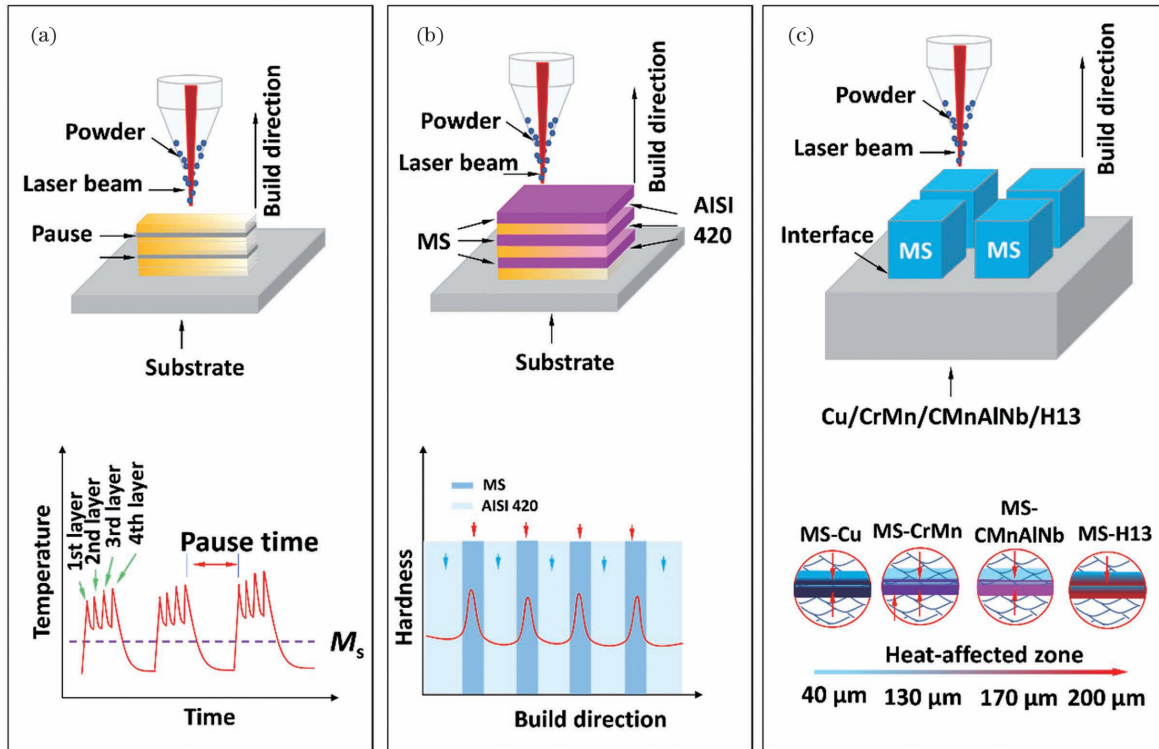 (a)
Powder
Laser beam
Pause
Build direction
Substrate
Temperature
1st layer
2nd layer
3rd layer
4th layer
Pause time
Ms
Time
(b)
Powder
Laser beam
Build direction
MS
AISI
420
Substrate
MS
AISI 420
Hardness
Build direction
(c)
Powder
Laser beam
Build direction
Interface
MS
MS
Cu/CrMn/CMnAlNb/H13
MS-Cu
MS-CrMn
MS-
CMnAlNb
MS-H13
Heat-affected zone
40 μm
130 μm
170 μm
200 μm